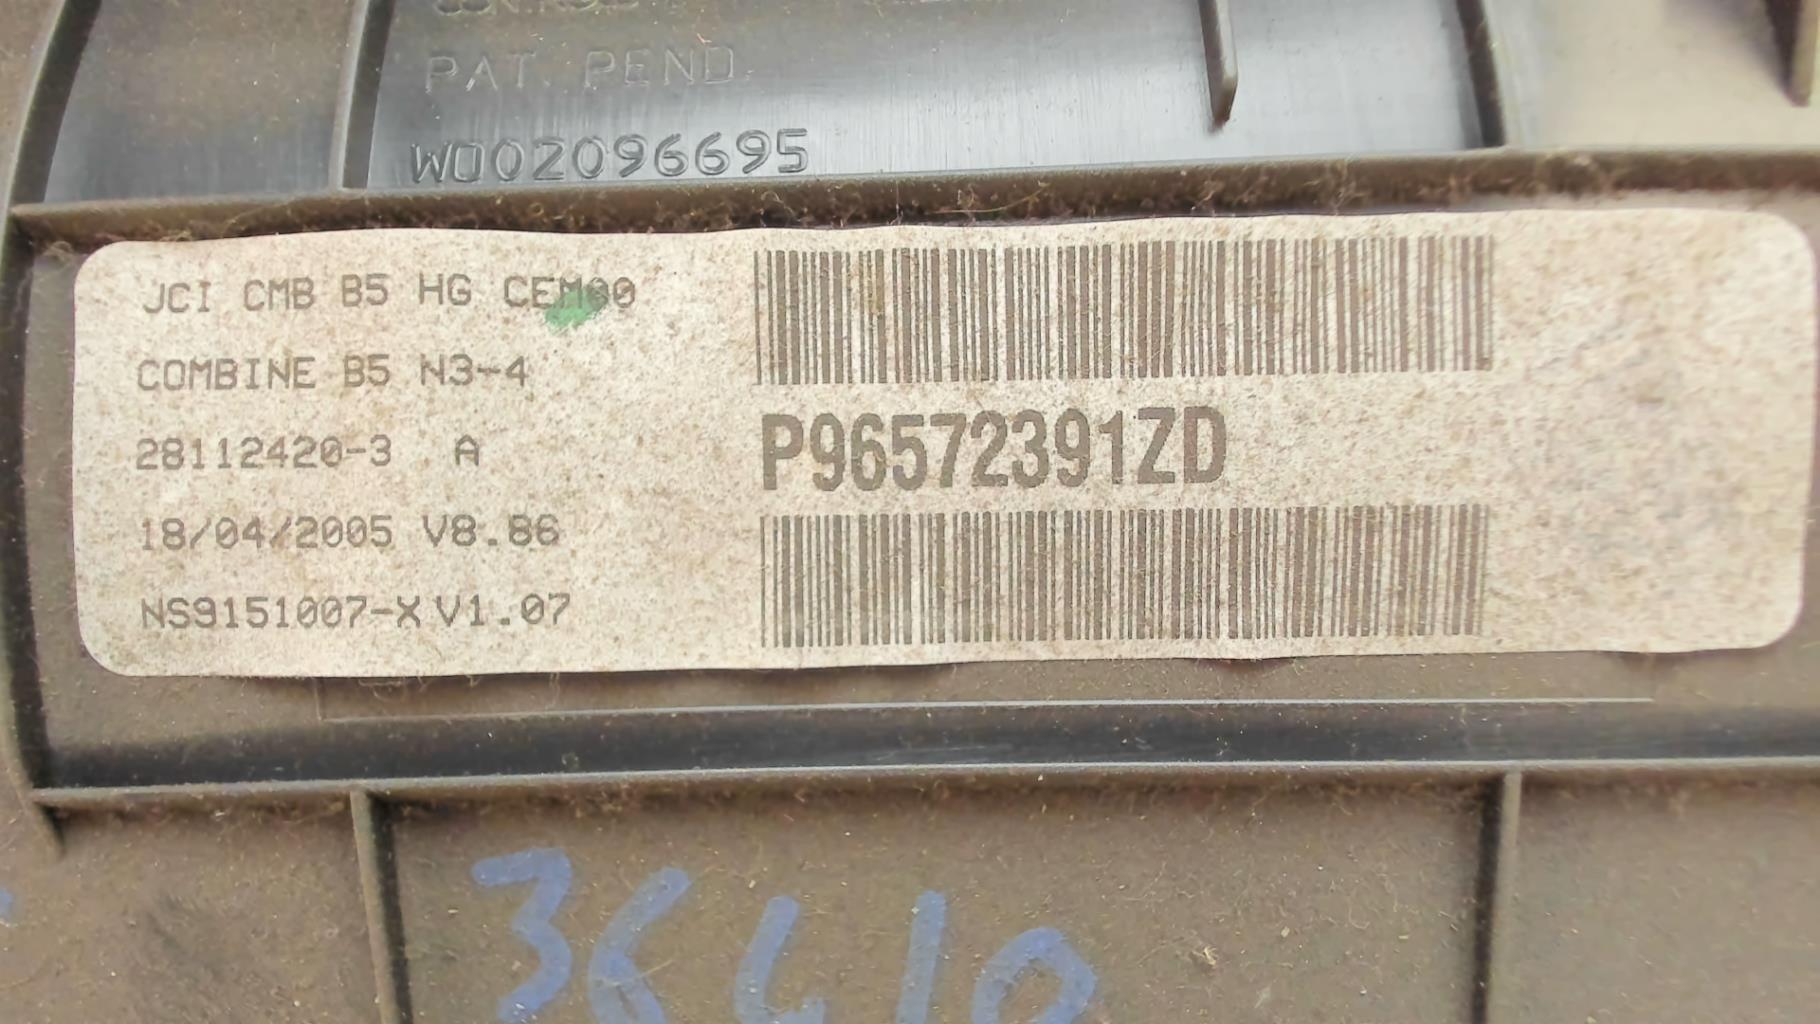 PAT. PEND.
W002096695
JCI CMB B5 HG CEM00
COMBINE B5 N3-4
28112420-3 A
18/04/2005 V8.86
NS9151007-X V1.07
P96572391ZD